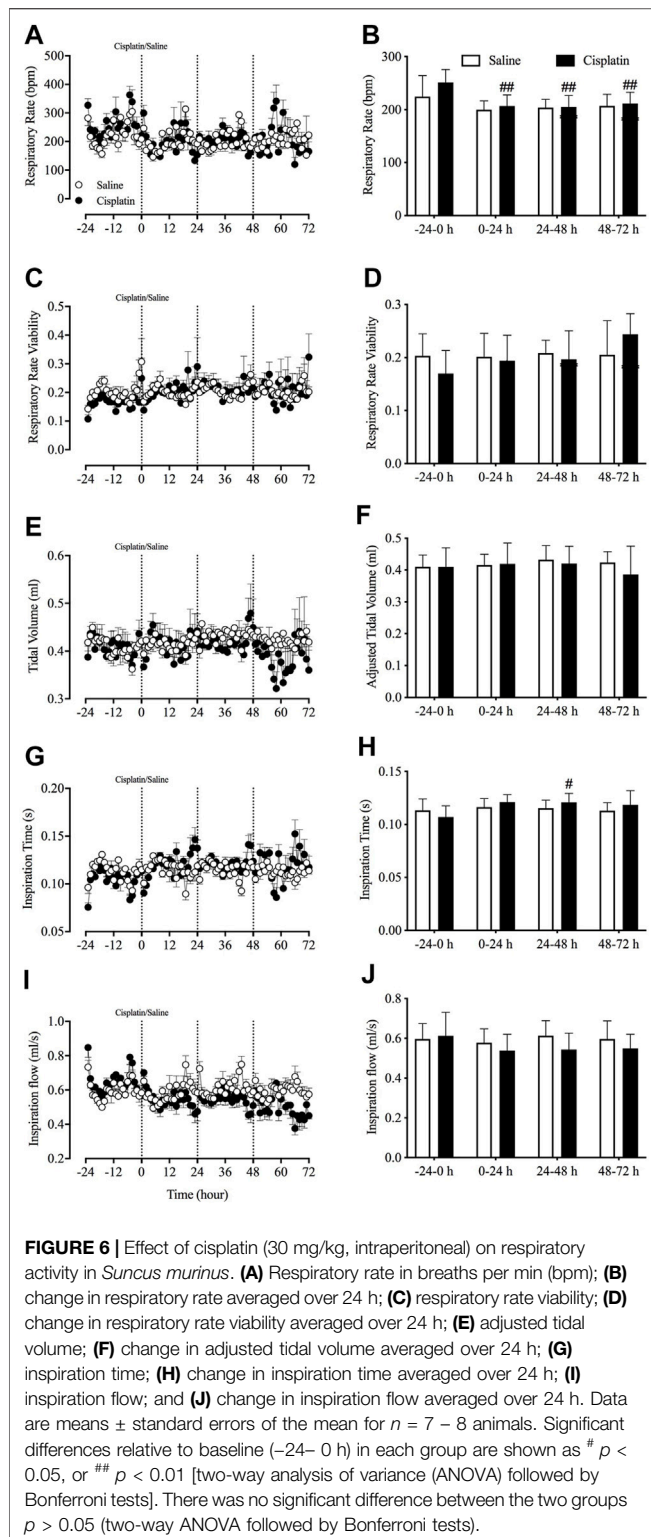 A
Cisplatin/Saline
Respiratory Rate (bpm)
500
400
300
200
100
0
Saline
Cisplatin
-24 -12 0 12 24 36 48 60 72
B
Saline Cisplatin
Respiratory Rate (bpm)
300
200
100
0
## ## ##
-24-0 h 0-24 h 24-48 h 48-72 h
C
Cisplatin/Saline
Respiratory Rate Viability
0.5
0.4
0.3
0.2
0.1
0.0
-24 -12 0 12 24 36 48 60 72
D
Respiratory Rate Viability
0.3
0.2
0.1
0.0
-24-0 h 0-24 h 24-48 h 48-72 h
E
Cisplatin/Saline
Tidal Volume (ml)
0.6
0.5
0.4
0.3
-24 -12 0 12 24 36 48 60 72
F
Adjusted Tidal Volume (ml)
0.6
0.5
0.4
0.3
0.2
0.1
0.0
-24-0 h 0-24 h 24-48 h 48-72 h
G
Cisplatin/Saline
Inspiration Time (s)
0.20
0.15
0.10
0.05
-24 -12 0 12 24 36 48 60 72
H
Inspiration Time (s)
0.15
0.10
0.05
0.00
#
-24-0 h 0-24 h 24-48 h 48-72 h
I
Cisplatin/Saline
Inspiration flow (ml/s)
1.0
0.8
0.6
0.4
0.2
-24 -12 0 12 24 36 48 60 72
Time (hour)
J
Inspiration flow (ml/s)
0.8
0.6
0.4
0.2
0.0
-24-0 h 0-24 h 24-48 h 48-72 h
FIGURE 6 | Effect of cisplatin (30 mg/kg, intraperitoneal) on respiratory
activity in Suncus murinus. (A) Respiratory rate in breaths per min (bpm); (B)
change in respiratory rate averaged over 24 h; (C) respiratory rate viability; (D)
change in respiratory rate viability averaged over 24 h; (E) adjusted tidal
volume; (F) change in adjusted tidal volume averaged over 24 h; (G)
inspiration time; (H) change in inspiration time averaged over 24 h; (I)
inspiration flow; and (J) change in inspiration flow averaged over 24 h. Data
are means ± standard errors of the mean for n = 7 – 8 animals. Significant
differences relative to baseline (–24– 0 h) in each group are shown as # p <
0.05, or ## p < 0.01 [two-way analysis of variance (ANOVA) followed by
Bonferroni tests]. There was no significant difference between the two groups
p > 0.05 (two-way ANOVA followed by Bonferroni tests).